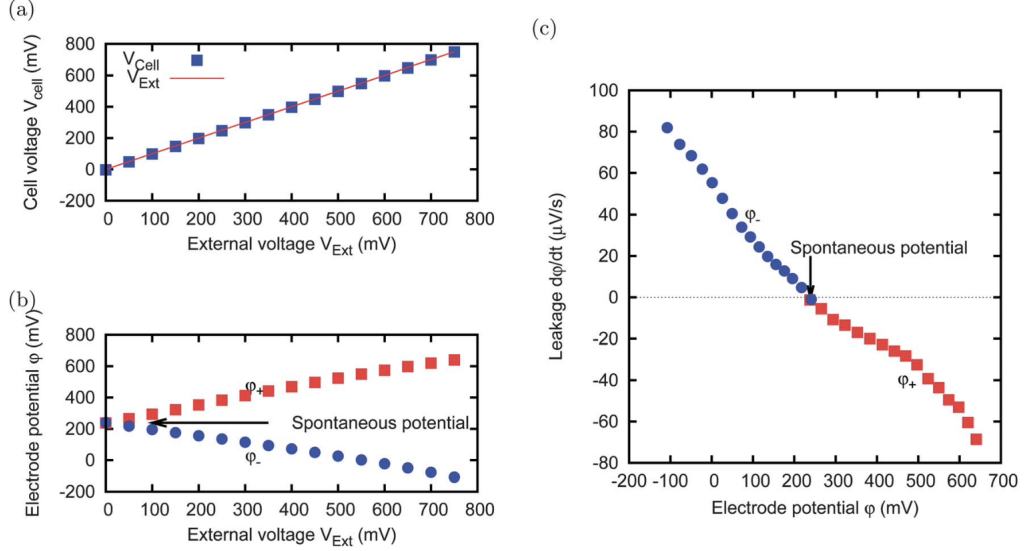 (a)
Cell voltage V_cell (mV)
800
600
400
200
0
-200
V_Cell
V_Ext
0 100 200 300 400 500 600 700 800
External voltage V_Ext (mV)
(b)
Electrode potential φ (mV)
800
600
400
200
0
-200
φ₊
Spontaneous potential
φ₋
0 100 200 300 400 500 600 700 800
External voltage V_Ext (mV)
(c)
Leakage dφ/dt (μV/s)
100
80
60
40
20
0
-20
-40
-60
-80
φ₋
Spontaneous potential
φ₊
-200 -100 0 100 200 300 400 500 600 700
Electrode potential φ (mV)